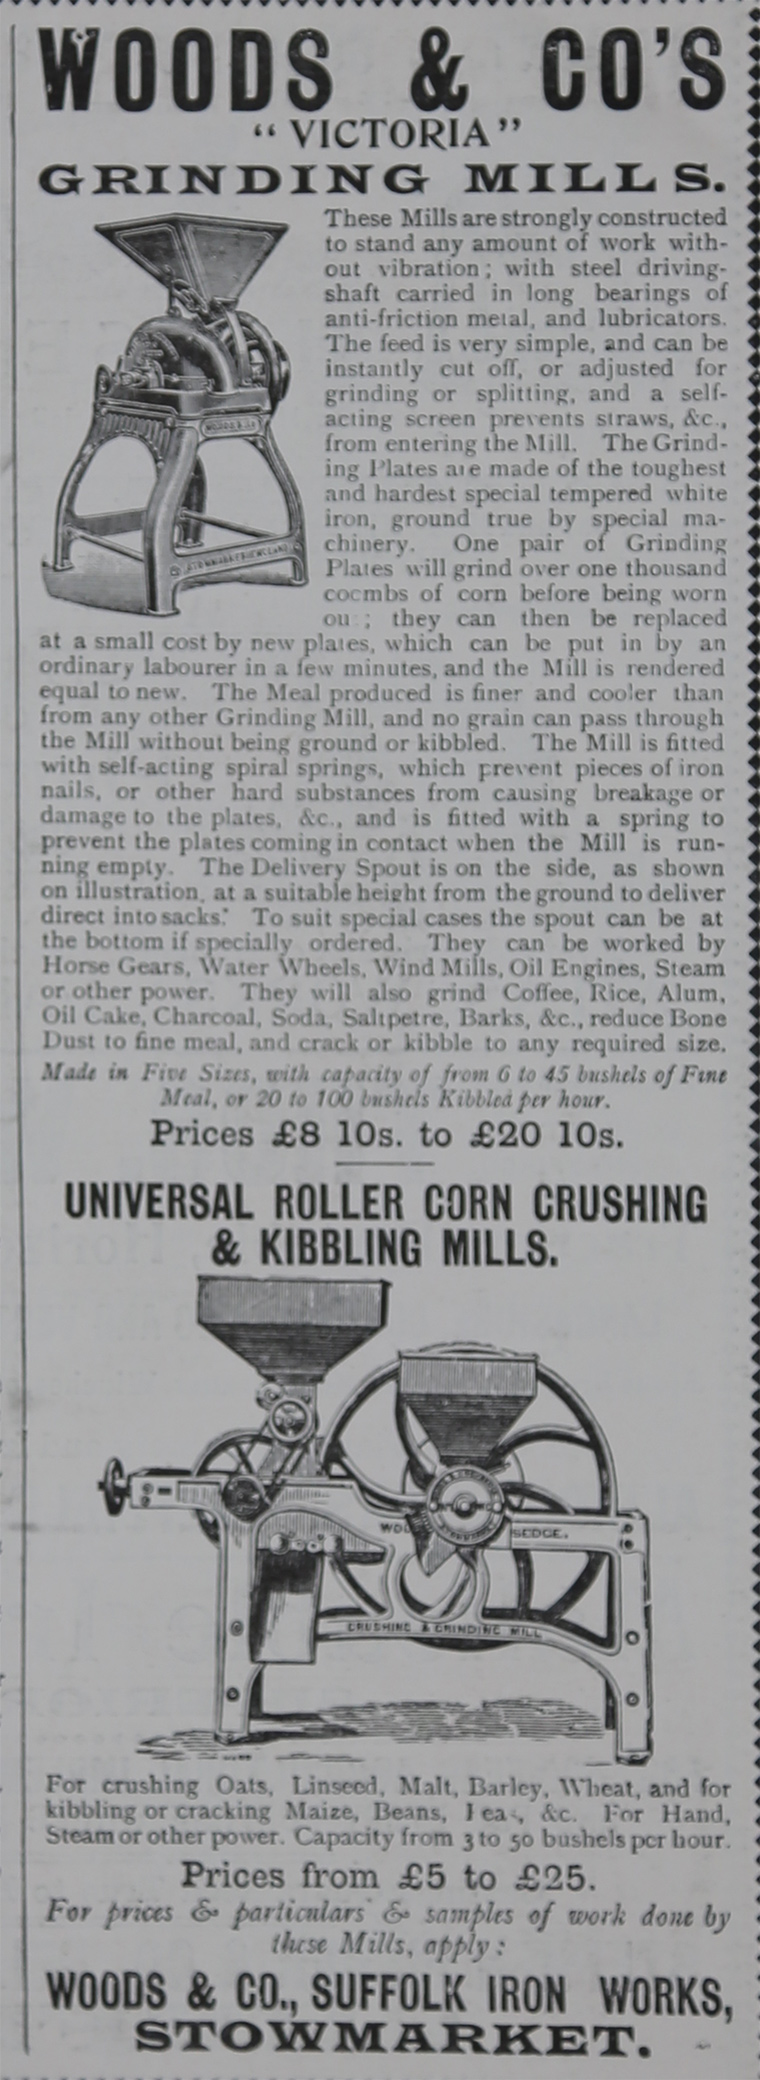 WOODS & CO'S
"VICTORIA"
GRINDING MILLS.
These Mills are strongly constructed
to stand any amount of work with-
out vibration; with steel driving-
shaft carried in long bearings of
anti-friction metal, and lubricators.
The feed is very simple, and can be
instantly cut off, or adjusted for
grinding or splitting, and a self-
acting screen prevents straws, &c.,
from entering the Mill. The Grind-
ing Plates are made of the toughest
and hardest special tempered white
iron, ground true by special ma-
chinery. One pair of Grinding
Plates will grind over one thousand
coombs of corn before being worn
out; they can then be replaced
at a small cost by new plates, which can be put in by an
ordinary labourer in a few minutes, and the Mill is rendered
equal to new. The Meal produced is finer and cooler than
from any other Grinding Mill, and no grain can pass through
the Mill without being ground or kibbled. The Mill is fitted
with self-acting spiral springs, which prevent pieces of iron
nails, or other hard substances from causing breakage or
damage to the plates, &c., and is fitted with a spring to
prevent the plates coming in contact when the Mill is run-
ning empty. The Delivery Spout is on the side, as shown
on illustration, at a suitable height from the ground to deliver
direct into sacks. To suit special cases the spout can be at
the bottom if specially ordered. They can be worked by
Horse Gears, Water Wheels, Wind Mills, Oil Engines, Steam
or other power. They will also grind Coffee, Rice, Alum,
Oil Cake, Charcoal, Soda, Saltpetre, Barks, &c., reduce Bone
Dust to fine meal, and crack or kibble to any required size.
Made in Five Sizes, with capacity of from 6 to 45 bushels of Fine
Meal, or 20 to 100 bushels Kibbled per hour.
Prices £8 10s. to £20 10s.
UNIVERSAL ROLLER CORN CRUSHING
& KIBBLING MILLS.
SEDGE.
CRUSHING & GRINDING MILL
For crushing Oats, Linseed, Malt, Barley, Wheat, and for
kibbling or cracking Maize, Beans, Peas, &c. For Hand,
Steam or other power. Capacity from 3 to 50 bushels per hour.
Prices from £5 to £25.
For prices & particulars & samples of work done by
these Mills, apply:
WOODS & CO., SUFFOLK IRON WORKS,
STOWMARKET.